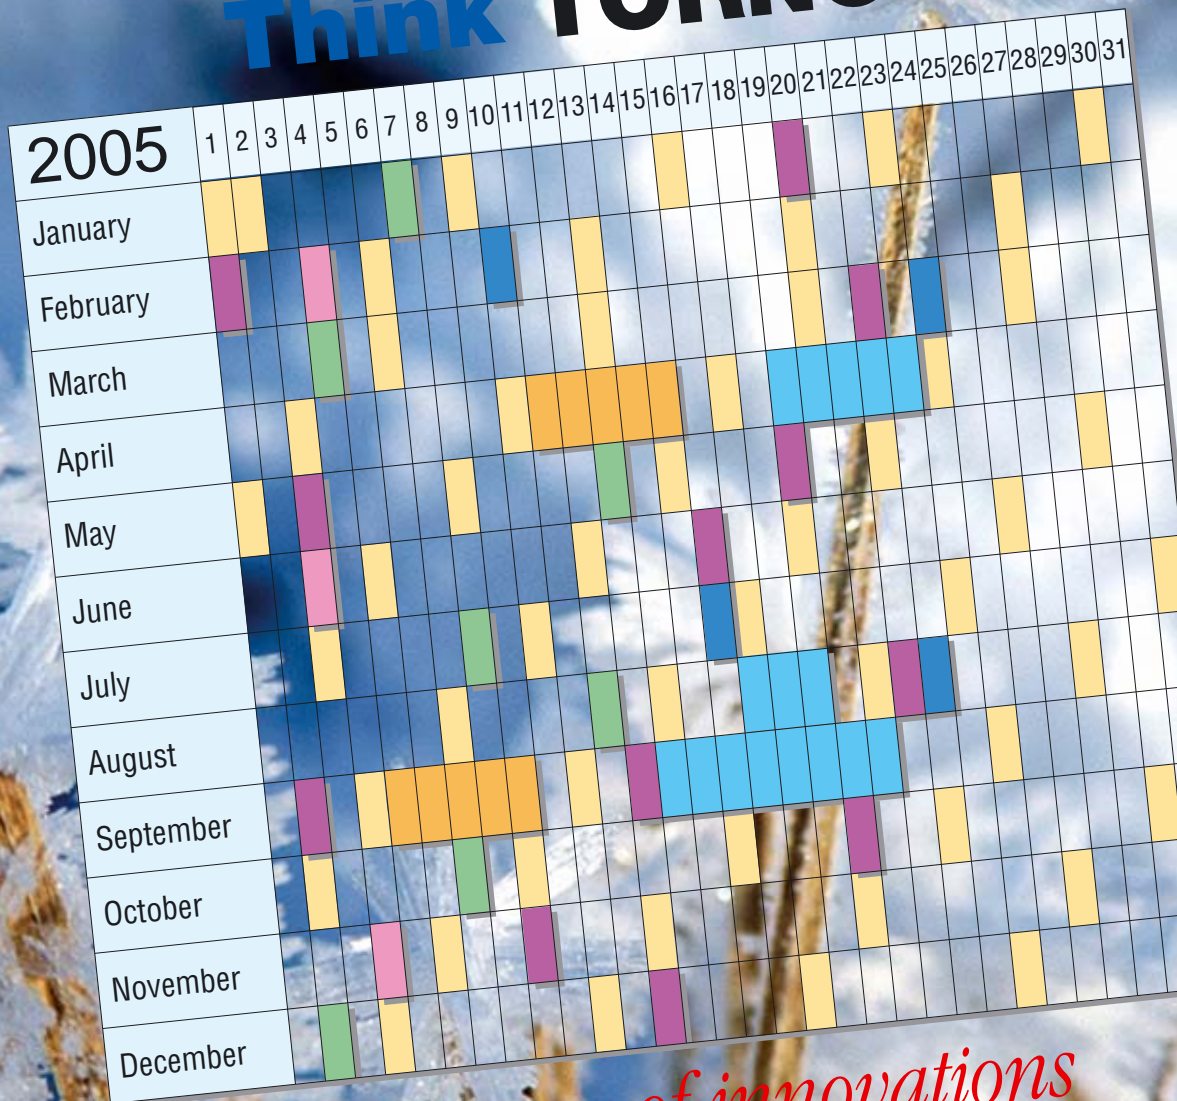 Think
2005 1 2 3 4 5 6 7 8 9 10 11 12 13 14 15 16 17 18 19 20 21 22 23 24 25 26 27 28 29 30 31
January
February
March
April
May
June
July
August
September
October
November
December
of innovations